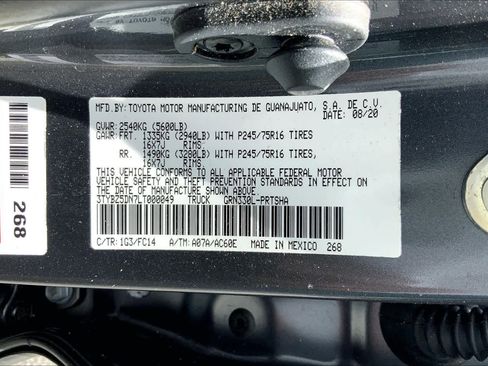 MFD.BY: TOYOTA MOTOR MANUFACTURING DE GUANAJUATO, S.A. DE C.V.
DATE: 08/20
GVWR: 2540KG (5600LB)
GAWR: FRT. 1335KG (2940LB) WITH P245/75R16 TIRES
16X7J RIMS
RR. 1490KG (3280LB) WITH P245/75R16 TIRES,
16X7J RIMS
THIS VEHICLE CONFORMS TO ALL APPLICABLE FEDERAL MOTOR
VEHICLE SAFETY AND THEFT PREVENTION STANDARDS IN EFFECT ON
THE DATE OF MANUFACTURE SHOWN ABOVE.
3TYBZ5DN7LT000049 TRUCK GRN330L-PRTSHA
C/TR: 1G3/FC14 A/TM: A07A/AC60E MADE IN MEXICO 268
268